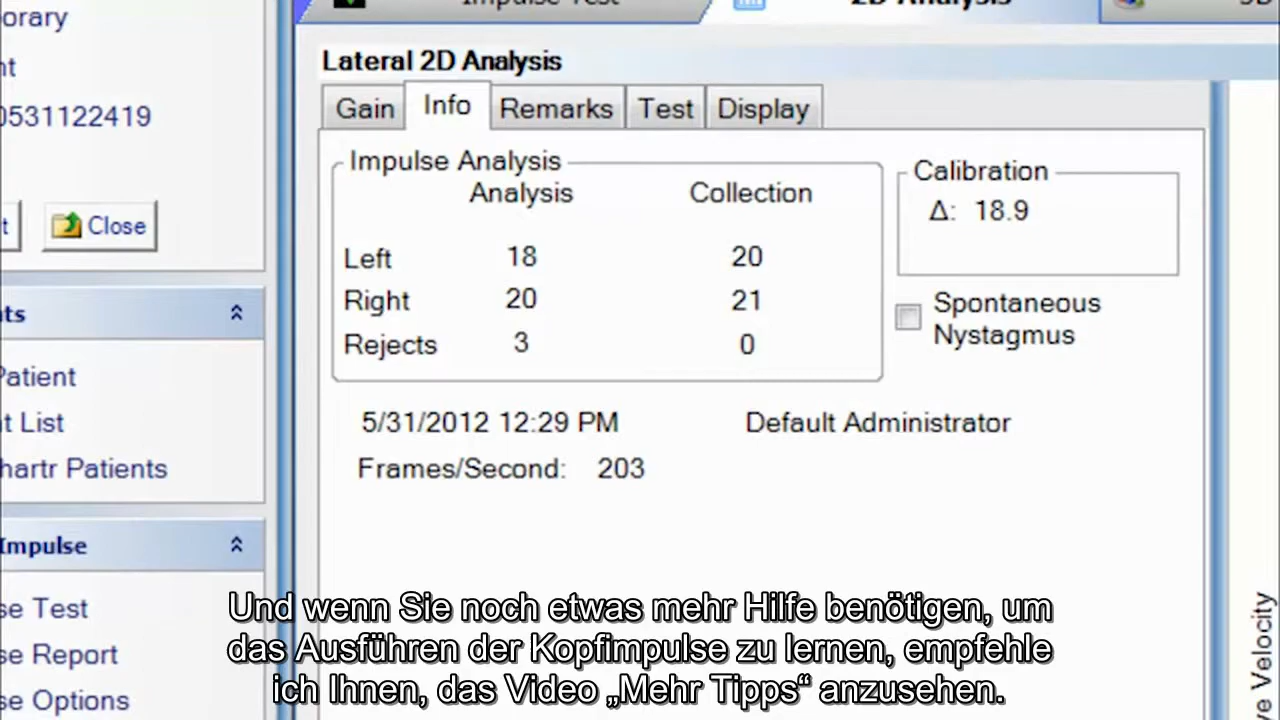 Impulse Test
2D Analysis
3D
orary
nt
0531122419
Close
nts
Patient
nt List
hartr Patients
Impulse
se Test
se Report
se Options
Lateral 2D Analysis
Gain
Info
Remarks
Test
Display
Impulse Analysis
Analysis Collection
Left 18 20
Right 20 21
Rejects 3 0
Calibration
Δ: 18.9
Spontaneous
Nystagmus
5/31/2012 12:29 PM Default Administrator
Frames/Second: 203
ve Velocity
Und wenn Sie noch etwas mehr Hilfe benötigen, um
das Ausführen der Kopfimpulse zu lernen, empfehle
ich Ihnen, das Video „Mehr Tipps“ anzusehen.